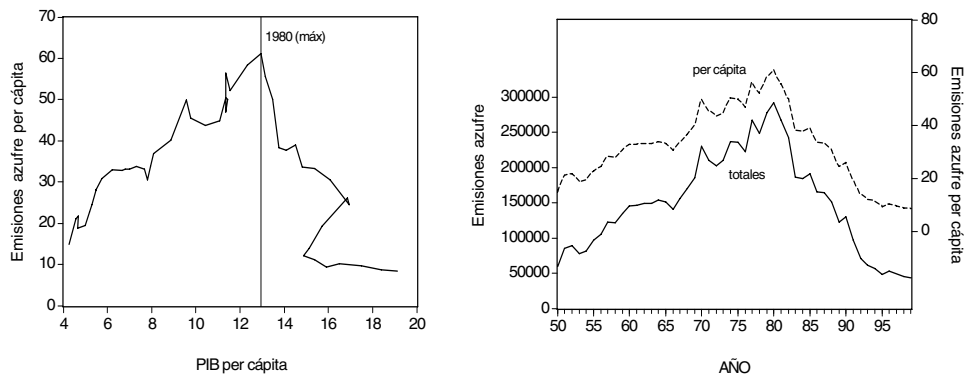 70
60
50
40
30
20
10
0
Emisiones azufre per cápita
1980 (máx)
4 6 8 10 12 14 16 18 20
PIB per cápita
300000
250000
200000
150000
100000
50000
0
Emisiones azufre
per cápita
totales
80
60
40
20
0
Emisiones azufre per cápita
50 55 60 65 70 75 80 85 90 95
AÑO